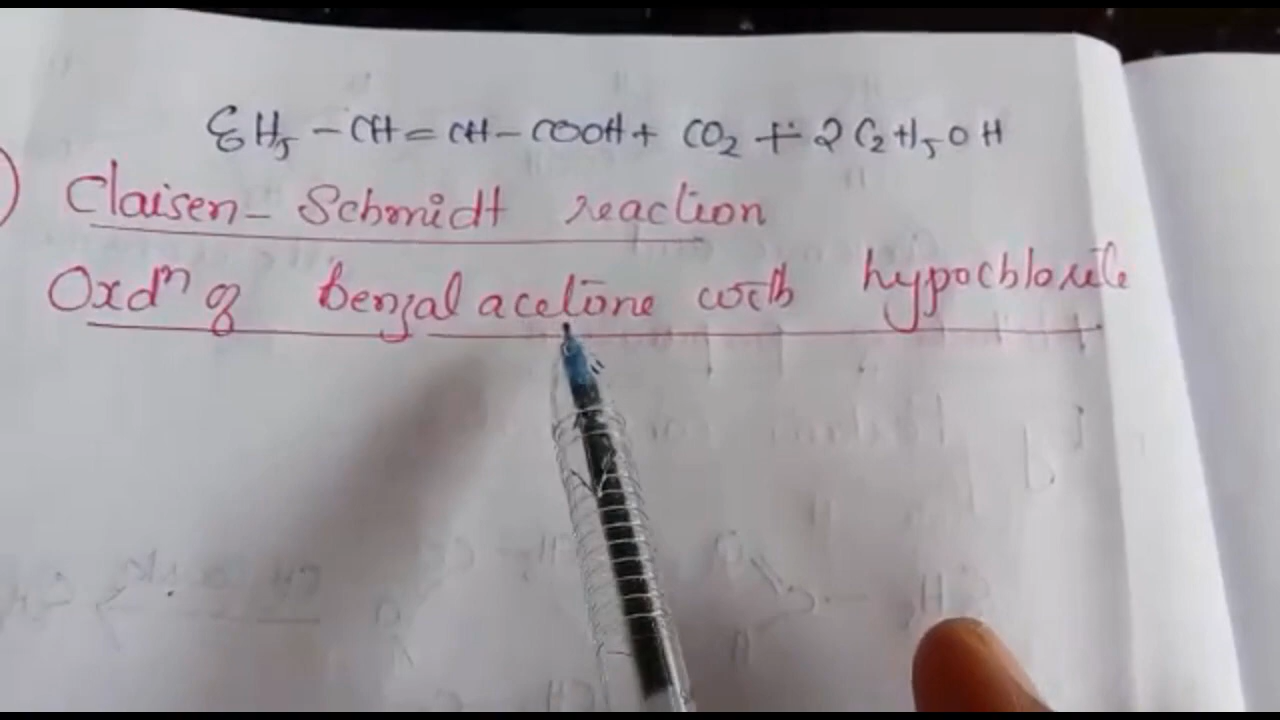 C6H5 - CH = CH - COOH + CO2 + 2C2H5OH
) Claisen - Schmidt reaction
Oxdn of benzal acetone with hypochlorite